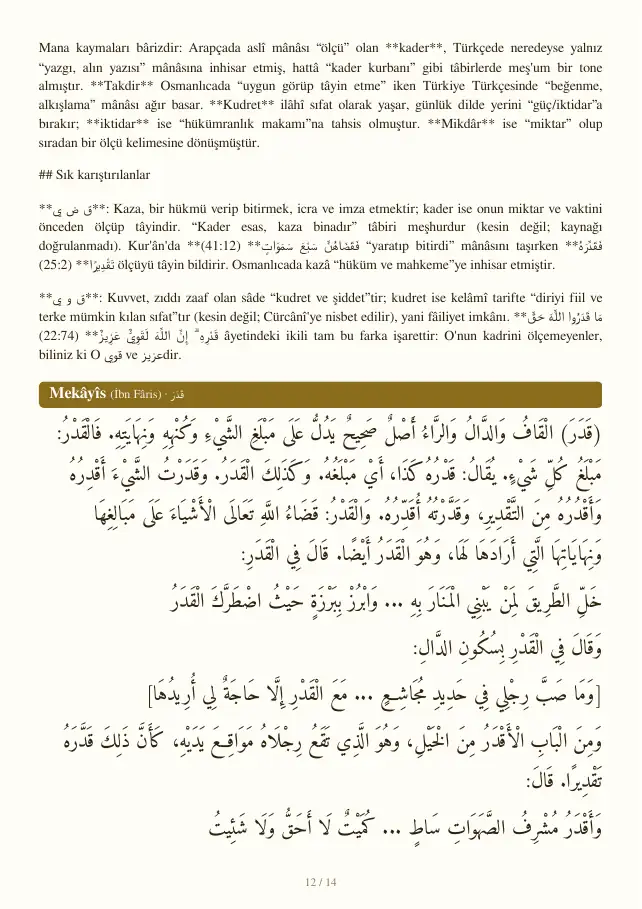 Mana kaymaları bârizdir: Arapçada aslî mânâsı “ölçü” olan **kader**, Türkçede neredeyse yalnız
“yazgı, alın yazısı” mânâsına inhisar etmiş, hattâ “kader kurbanı” gibi tâbirlerde meş'um bir tone
almıştır. **Takdir** Osmanlıcada “uygun görüp tâyin etme” iken Türkiye Türkçesinde “beğenme,
alkışlama” mânâsı ağır basar. **Kudret** ilâhî sıfat olarak yaşar, günlük dilde yerini “güç/iktidar”a
bırakır; **iktidar** ise “hükümranlık makamı”na tahsis olmuştur. **Mikdâr** ise “miktar” olup
sıradan bir ölçü kelimesine dönüşmüştür.
## Sık karıştırılanlar
**ق ض ي**: Kaza, bir hükmü verip bitirmek, icra ve imza etmektir; kader ise onun miktar ve vaktini
önceden ölçüp tâyindir. “Kader esas, kaza binadır” tâbiri meşhurdur (kesin değil; kaynağı
doğrulanmadı). Kur'ân'da **(41:12) **فَقَضَاهُنَّ سَبْعَ سَمَوَاتٍ “yaratıp bitirdi” mânâsını taşırken **فَقَدَّرَهُ
(25:2) **تَقْدِيرًا ölçüyü tâyin bildirir. Osmanlıcada kazâ “hüküm ve mahkeme”ye inhisar etmiştir.
**ق و ي**: Kuvvet, zıddı zaaf olan sâde “kudret ve şiddet”tir; kudret ise kelâmî tarifte “diriyi fiil ve
terke mümkin kılan sıfat”tır (kesin değil; Cürcânî'ye nisbet edilir), yani fâiliyet imkânı. **مَا قَدَرُوا اللَّهَ حَقَّ
(22:74) **قَدْرِهِ ۗ إِنَّ اللَّهَ لَقَوِيٌّ عَزِيزٌ âyetindeki ikili tam bu farka işarettir: O'nun kadrini ölçemeyenler,
biliniz ki O قوي ve عزيزdir.
Mekâyîs (İbn Fâris) · قدر
(قَدَرَ) الْقَافُ وَالدَّالُ وَالرَّاءُ أَصْلٌ صَحِيحٌ يَدُلُّ عَلَى مَبْلَغِ الشَّيْءِ وَكُنْهِهِ وَنِهَايَتِهِ. فَالْقَدْرُ:
مَبْلَغُ كُلِّ شَيْءٍ. يُقَالُ: قَدْرُهُ كَذَا، أَيْ مَبْلَغُهُ. وَكَذَلِكَ الْقَدَرُ. وَقَدَرْتُ الشَّيْءَ أَقْدِرُهُ
وَأَقْدُرُهُ مِنَ التَّقْدِيرِ، وَقَدَّرْتُهُ أُقَدِّرُهُ. وَالْقَدْرُ: قَضَاءُ اللَّهِ تَعَالَى الْأَشْيَاءَ عَلَى مَبَالِغِهَا
وَنِهَايَاتِهَا الَّتِي أَرَادَهَا لَهَا، وَهُوَ الْقَدَرُ أَيْضًا. قَالَ فِي الْقَدَرِ:
خَلِّ الطَّرِيقَ لِمَنْ يَبْنِي الْمَنَارَ بِهِ ... وَابْرُزْ بِبَرْزَةٍ حَيْثُ اضْطَرَّكَ الْقَدَرُ
وَقَالَ فِي الْقَدْرِ بِسُكُونِ الدَّالِ:
[وَمَا صَبَّ رِجْلِي فِي حَدِيدِ مُجَاشِعٍ ... مَعَ الْقَدْرِ إِلَّا حَاجَةٌ لِي أُرِيدُهَا]
وَمِنَ الْبَابِ الْأَقْدَرُ مِنَ الْخَيْلِ، وَهُوَ الَّذِي تَقَعُ رِجْلَاهُ مَوَاقِعَ يَدَيْهِ، كَأَنَّ ذَلِكَ قَدَّرَهُ
تَقْدِيرًا. قَالَ:
وَأَقْدَرُ مُشْرِفُ الصَّهَوَاتِ سَاطٍ ... كُمَيْتٌ لَا أَحَقُّ وَلَا شَئِيتُ
12 / 14